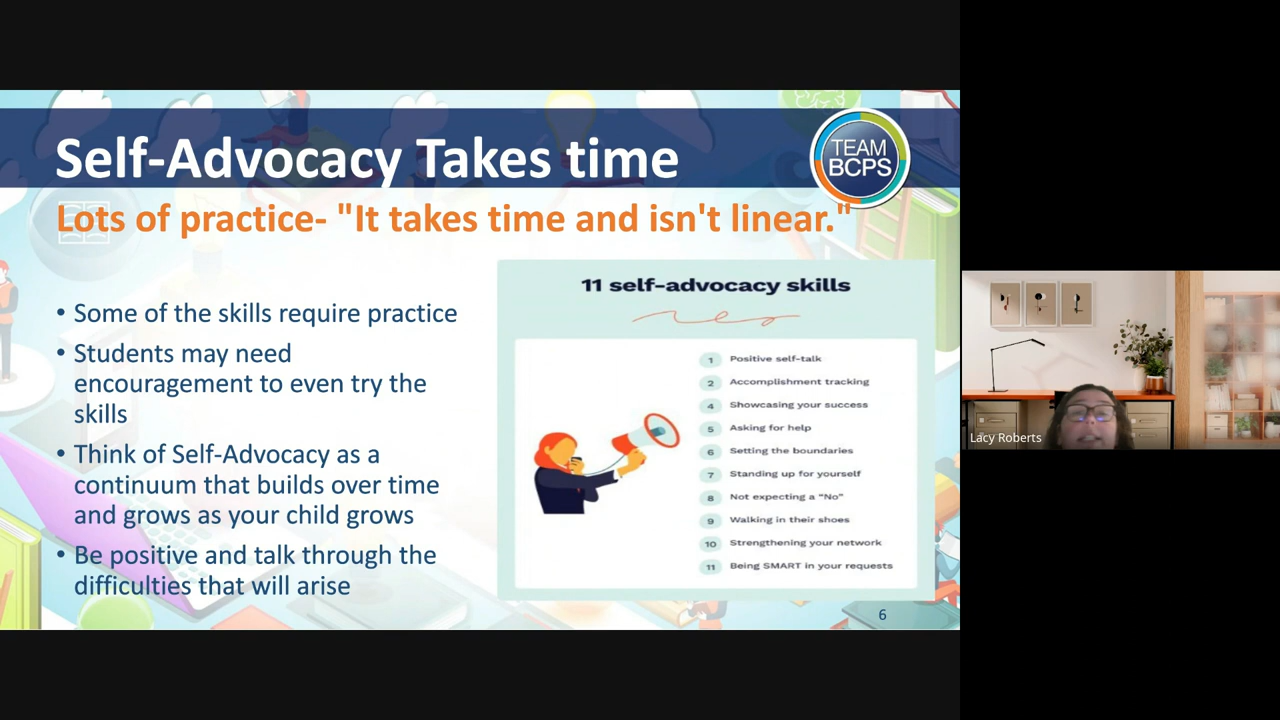 Self-Advocacy Takes time
TEAM
BCPS
Lots of practice- "It takes time and isn't linear."
• Some of the skills require practice
• Students may need
encouragement to even try the
skills
• Think of Self-Advocacy as a
continuum that builds over time
and grows as your child grows
• Be positive and talk through the
difficulties that will arise
11 self-advocacy skills
1 Positive self-talk
2 Accomplishment tracking
4 Showcasing your success
5 Asking for help
6 Setting the boundaries
7 Standing up for yourself
8 Not expecting a “No”
9 Walking in their shoes
10 Strengthening your network
11 Being SMART in your requests
6
Lacy Roberts